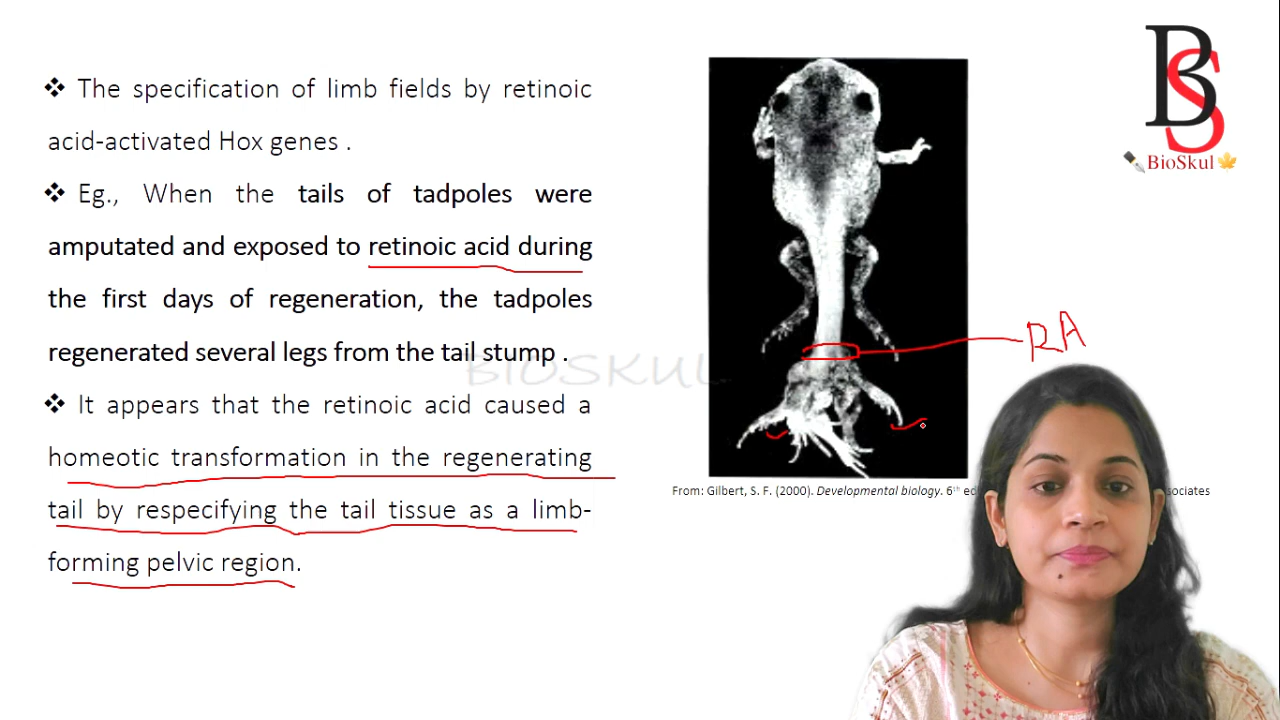 ❖ The specification of limb fields by retinoic
acid-activated Hox genes .
❖ Eg., When the tails of tadpoles were
amputated and exposed to retinoic acid during
the first days of regeneration, the tadpoles
regenerated several legs from the tail stump .
❖ It appears that the retinoic acid caused a
homeotic transformation in the regenerating
tail by respecifying the tail tissue as a limb-
forming pelvic region.
BIOSKUL
RA
From: Gilbert, S. F. (2000). Developmental biology. 6th ed
BS
BioSkul